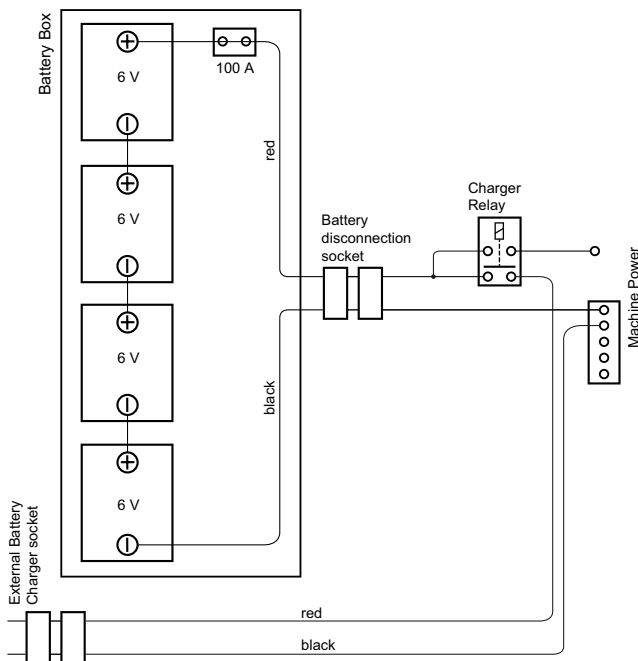 Battery Box
6 V
100 A
red
6 V
Battery
disconnection
socket
Charger
Relay
Machine Power
6 V
black
6 V
External Battery
Charger socket
red
black